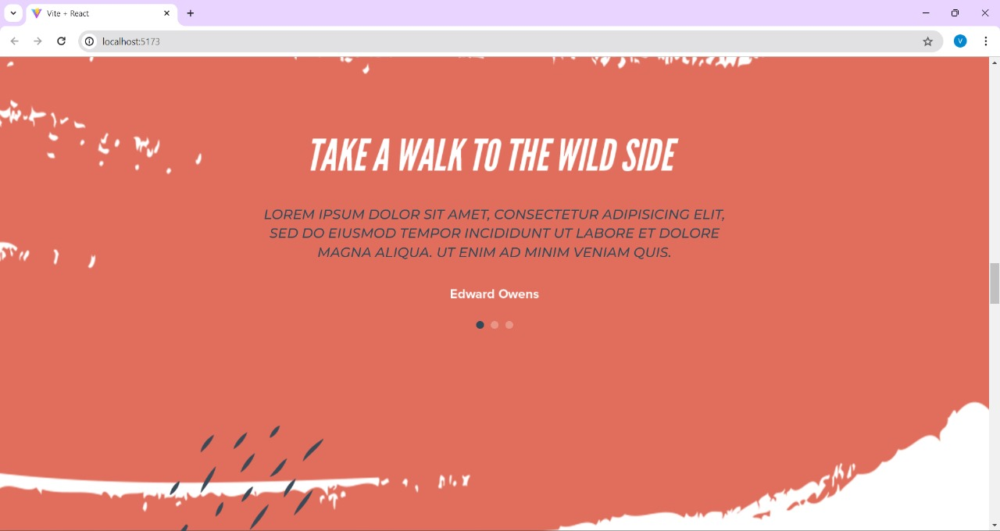 Vite + React
localhost:5173
V
TAKE A WALK TO THE WILD SIDE
LOREM IPSUM DOLOR SIT AMET, CONSECTETUR ADIPISICING ELIT,
SED DO EIUSMOD TEMPOR INCIDIDUNT UT LABORE ET DOLORE
MAGNA ALIQUA. UT ENIM AD MINIM VENIAM QUIS.
Edward Owens